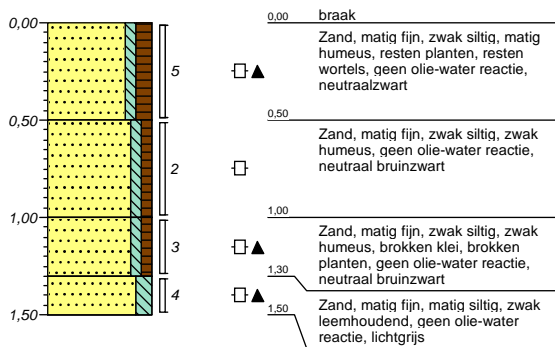 0,00
0,50
1,00
1,50
5
2
3
4
0,00 braak
Zand, matig fijn, zwak siltig, matig
humeus, resten planten, resten
wortels, geen olie-water reactie,
neutraalzwart
0,50
Zand, matig fijn, zwak siltig, zwak
humeus, geen olie-water reactie,
neutraal bruinzwart
1,00
Zand, matig fijn, zwak siltig, zwak
humeus, brokken klei, brokken
planten, geen olie-water reactie,
neutraal bruinzwart
1,30
Zand, matig fijn, matig siltig, zwak
leemhoudend, geen olie-water
reactie, lichtgrijs
1,50